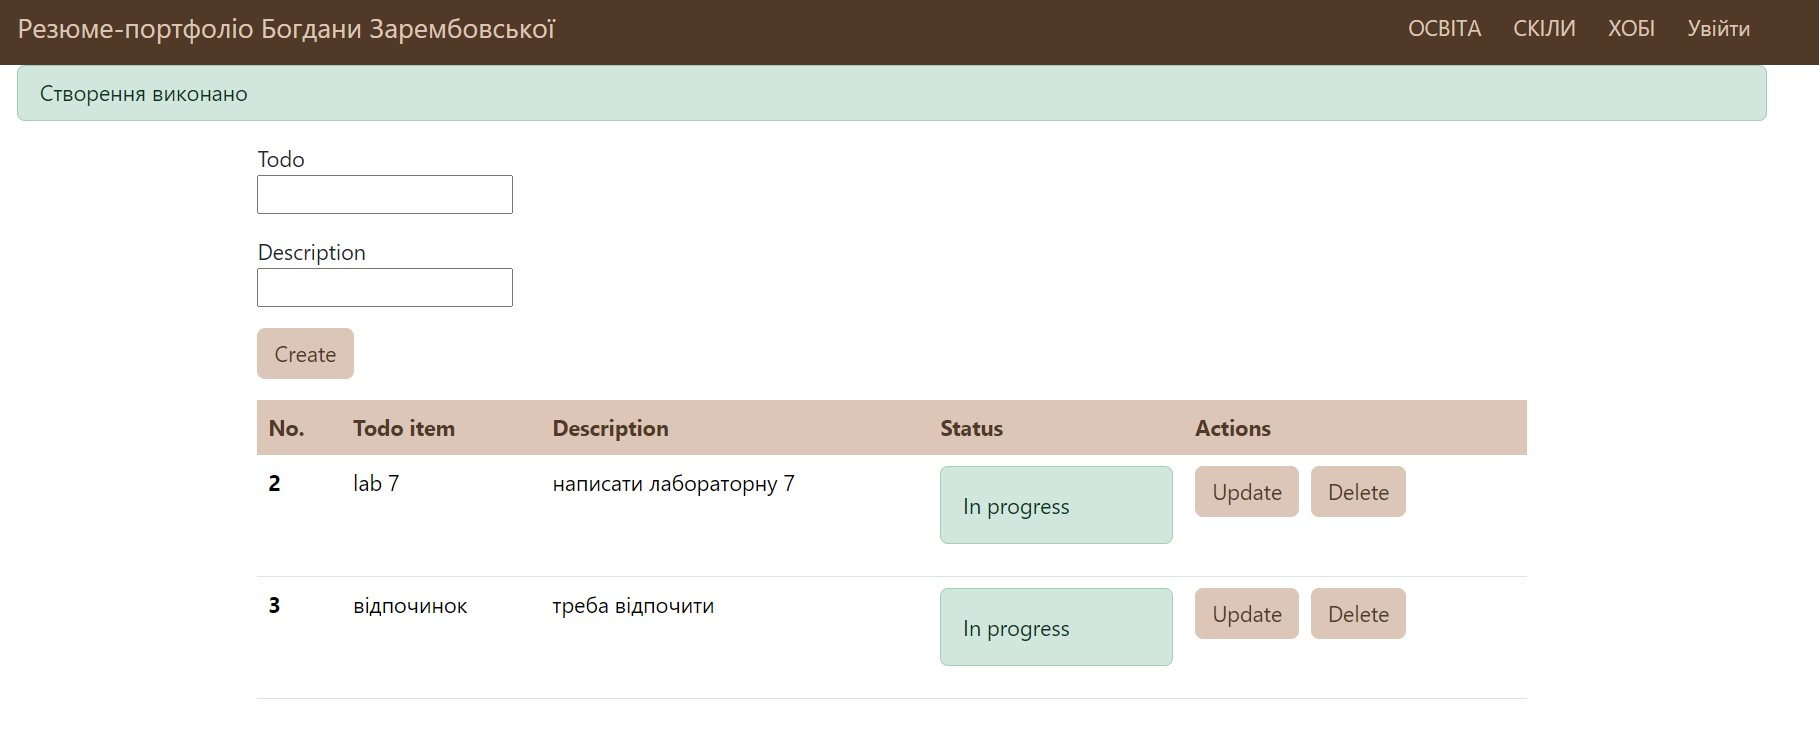 Резюме-портфоліо Богдани Зарембовської ОСВІТА СКІЛИ ХОБІ Увійти
Створення виконано
Todo
Description
Create
No. Todo item Description Status Actions
2 lab 7 написати лабораторну 7 In progress Update Delete
3 відпочинок треба відпочити In progress Update Delete